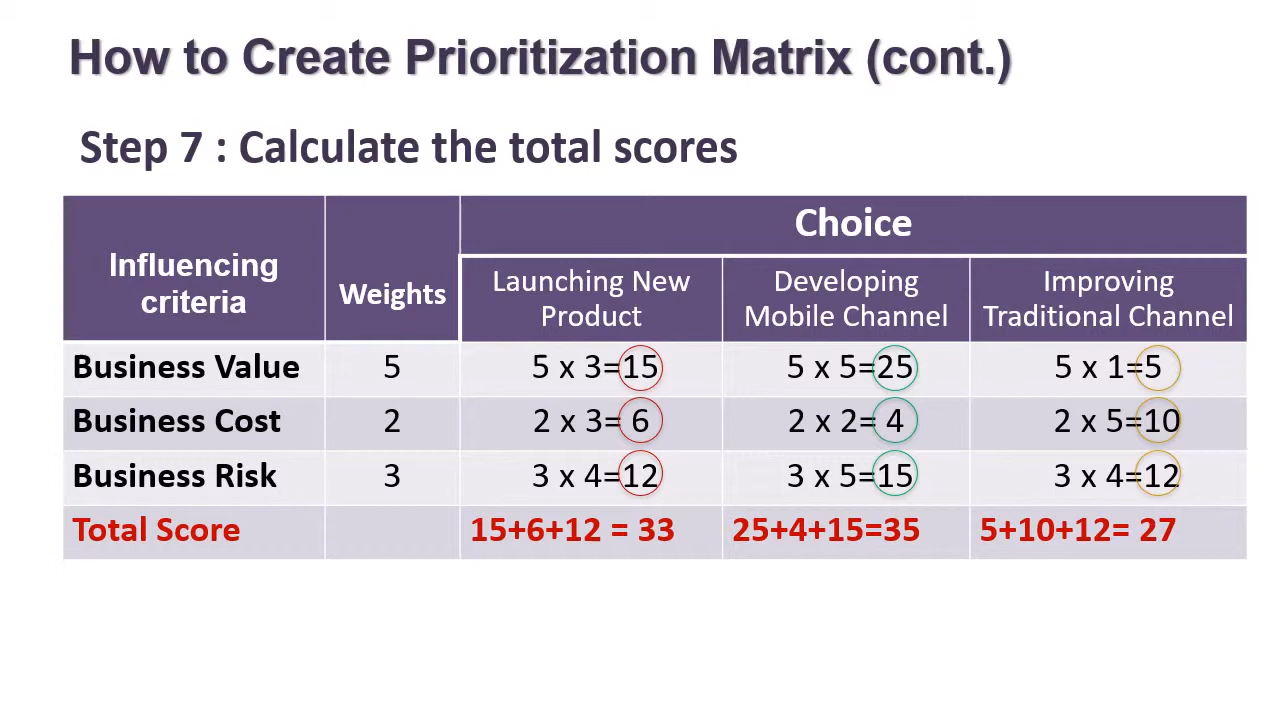 How to Create Prioritization Matrix (cont.)
Step 7 : Calculate the total scores
Influencing criteria
Weights
Choice
Launching New Product
Developing Mobile Channel
Improving Traditional Channel
Business Value 5 5 x 3=15 5 x 5=25 5 x 1=5
Business Cost 2 2 x 3= 6 2 x 2= 4 2 x 5=10
Business Risk 3 3 x 4=12 3 x 5=15 3 x 4=12
Total Score 15+6+12 = 33 25+4+15=35 5+10+12= 27